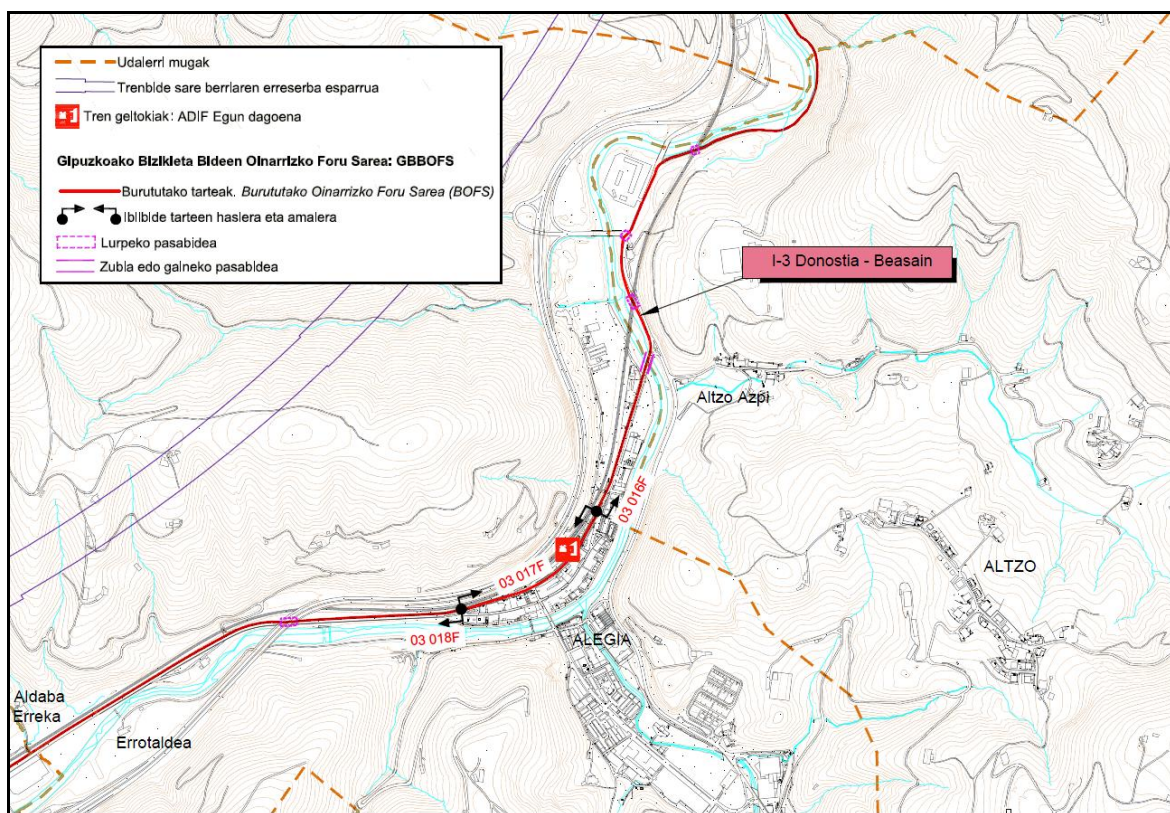 Udalerri mugak
Trenbide sare berriaren erreserba esparrua
Tren geltokiak: ADIF Egun dagoena
Gipuzkoako Bizikleta Bideen Oinarrizko Foru Sarea: GBBOFS
Burututako tarteak. Burututako Oinarrizko Foru Sarea (BOFS)
Ibilbide tarteen hasiera eta amaiera
Lurpeko pasabidea
Zubia edo gaineko pasabidea
I-3 Donostia - Beasain
Altzo Azpi
03 016F
ALTZO
03 017F
03 018F
ALEGIA
Aldaba
Erreka
Errotaldea